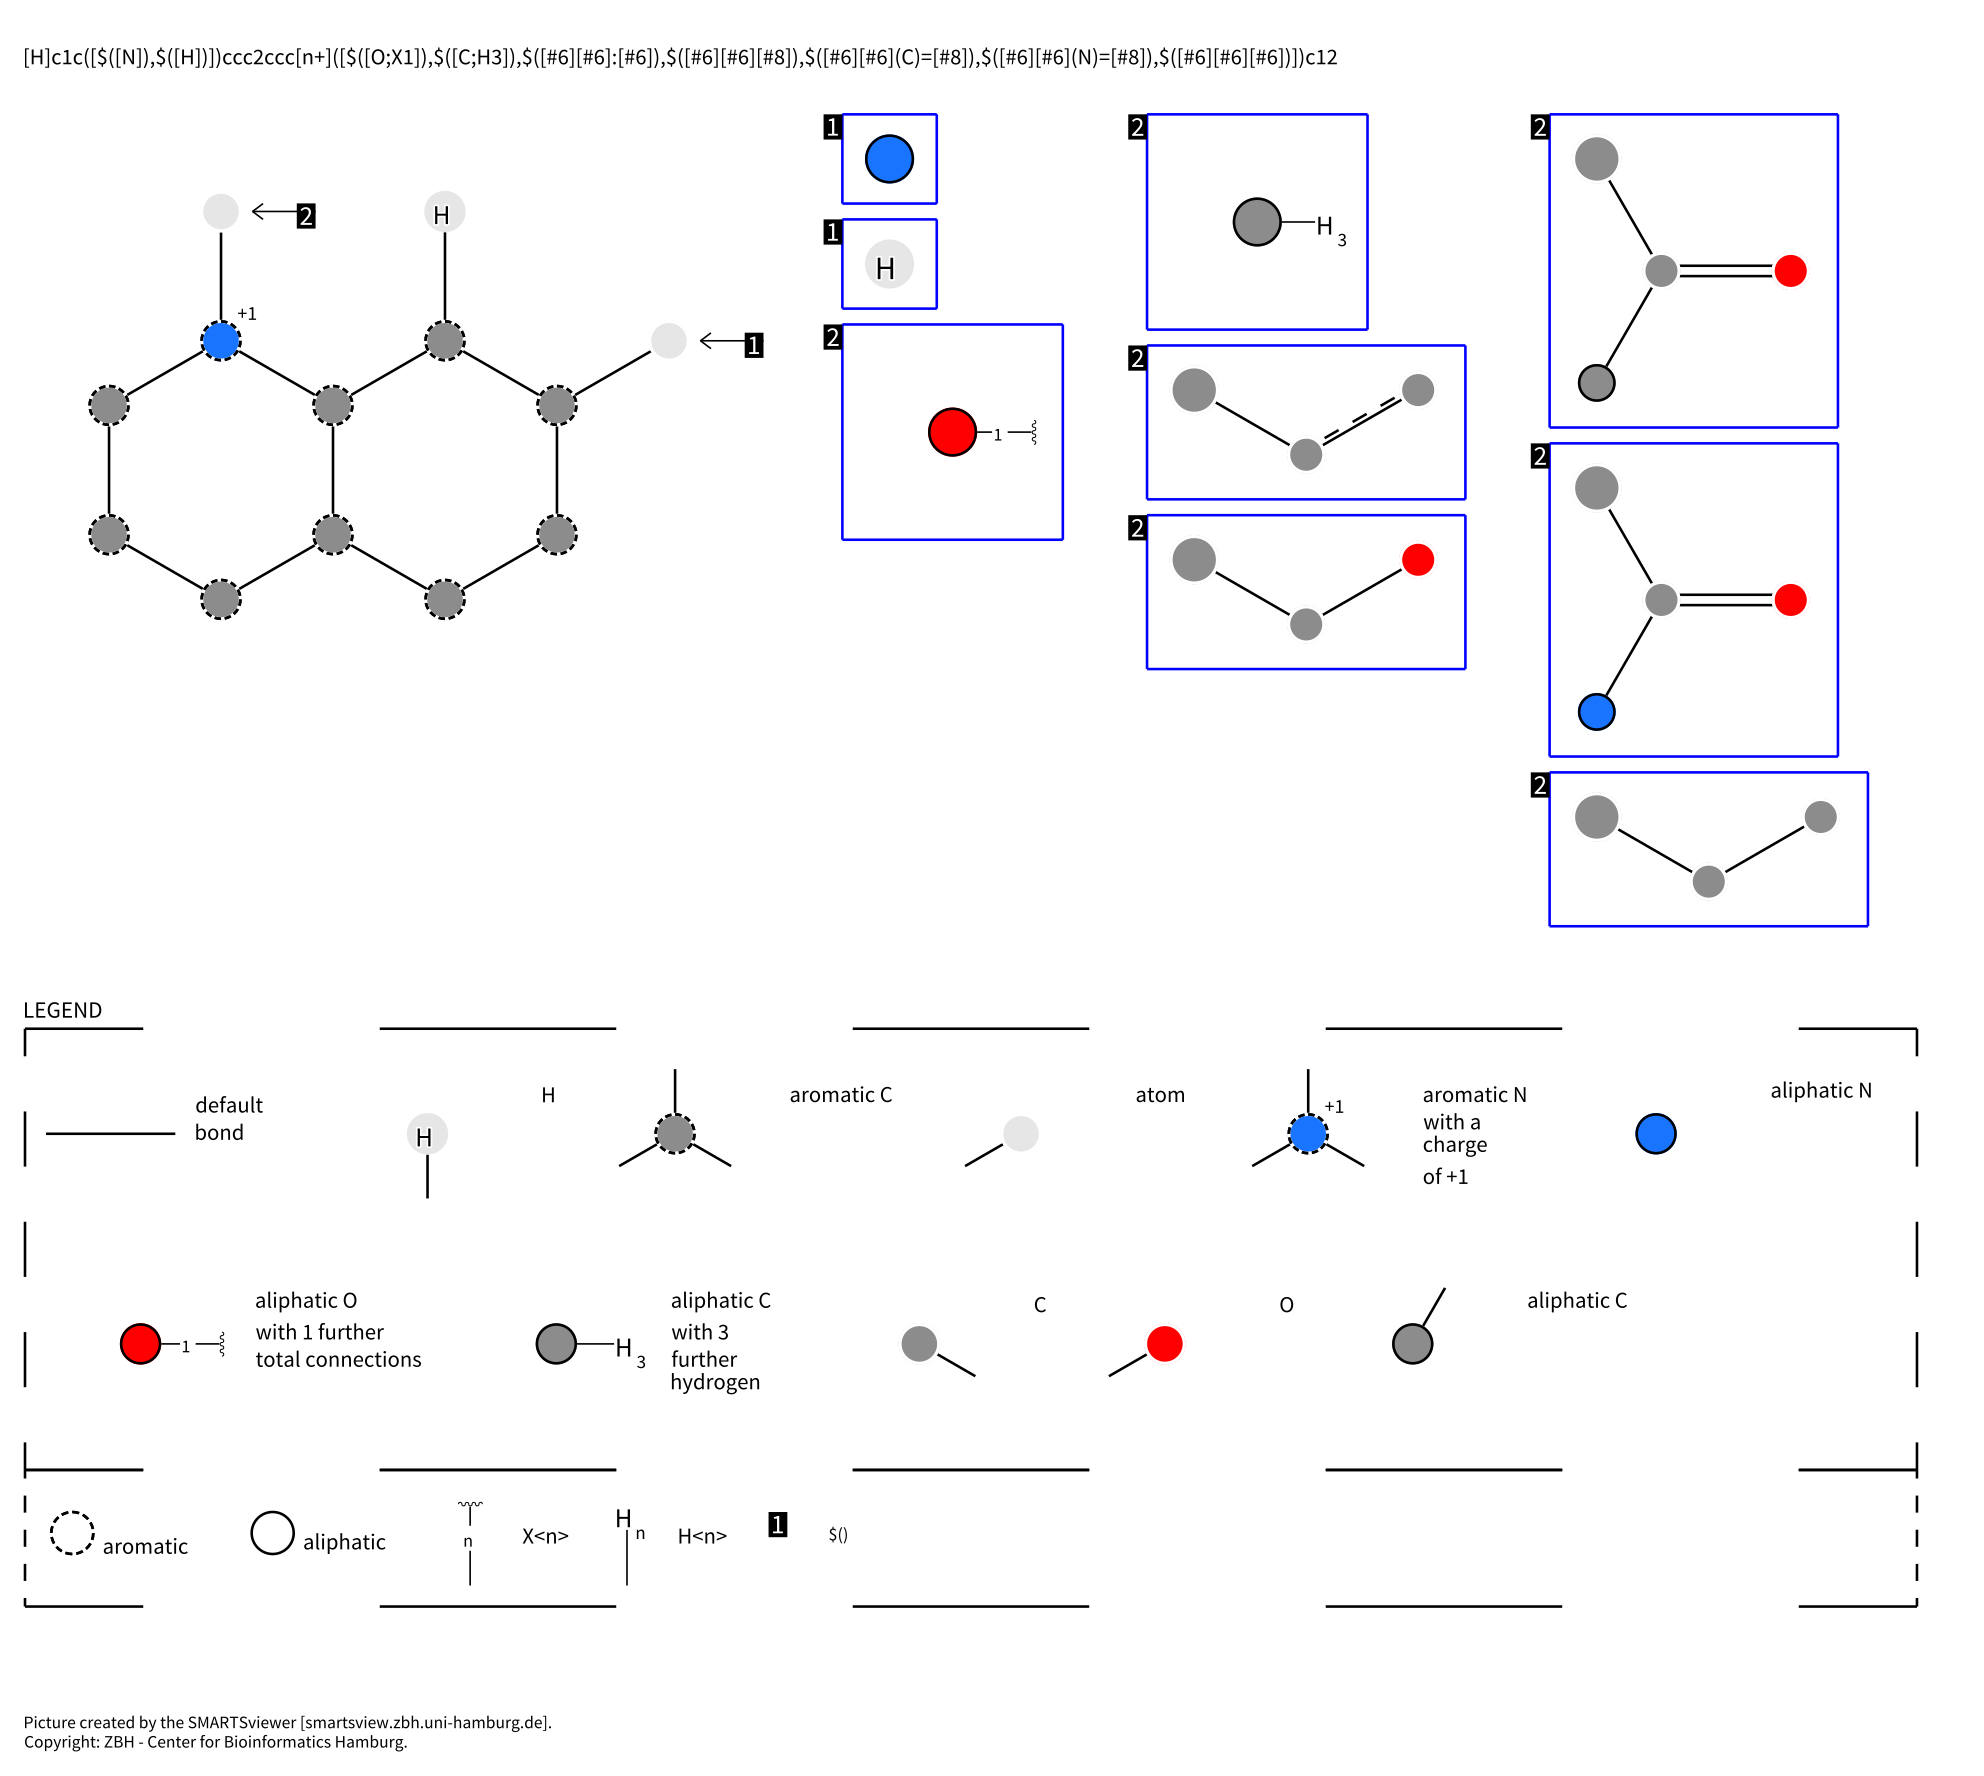 [H]c1c([$([N]),$([H])])ccc2ccc[n+]([$([O;X1]),$([C;H3]),$([#6][#6]:[#6]),$([#6][#6][#8]),$([#6][#6](C)=[#8]),$([#6][#6](N)=[#8]),$([#6][#6][#6])])c12
1
2
2
2
H
1
H
+1
1
H 3
2
2
2
1
2
2
LEGEND
default
bond
H
H
aromatic C
atom
+1
aromatic N
with a
charge
of +1
aliphatic N
1
aliphatic O
with 1 further
total connections
H 3
aliphatic C
with 3
further
hydrogen
C
O
aliphatic C
aromatic
aliphatic
n
X<n>
H n
H<n>
1
$()
Picture created by the SMARTSviewer [smartsview.zbh.uni-hamburg.de].
Copyright: ZBH - Center for Bioinformatics Hamburg.